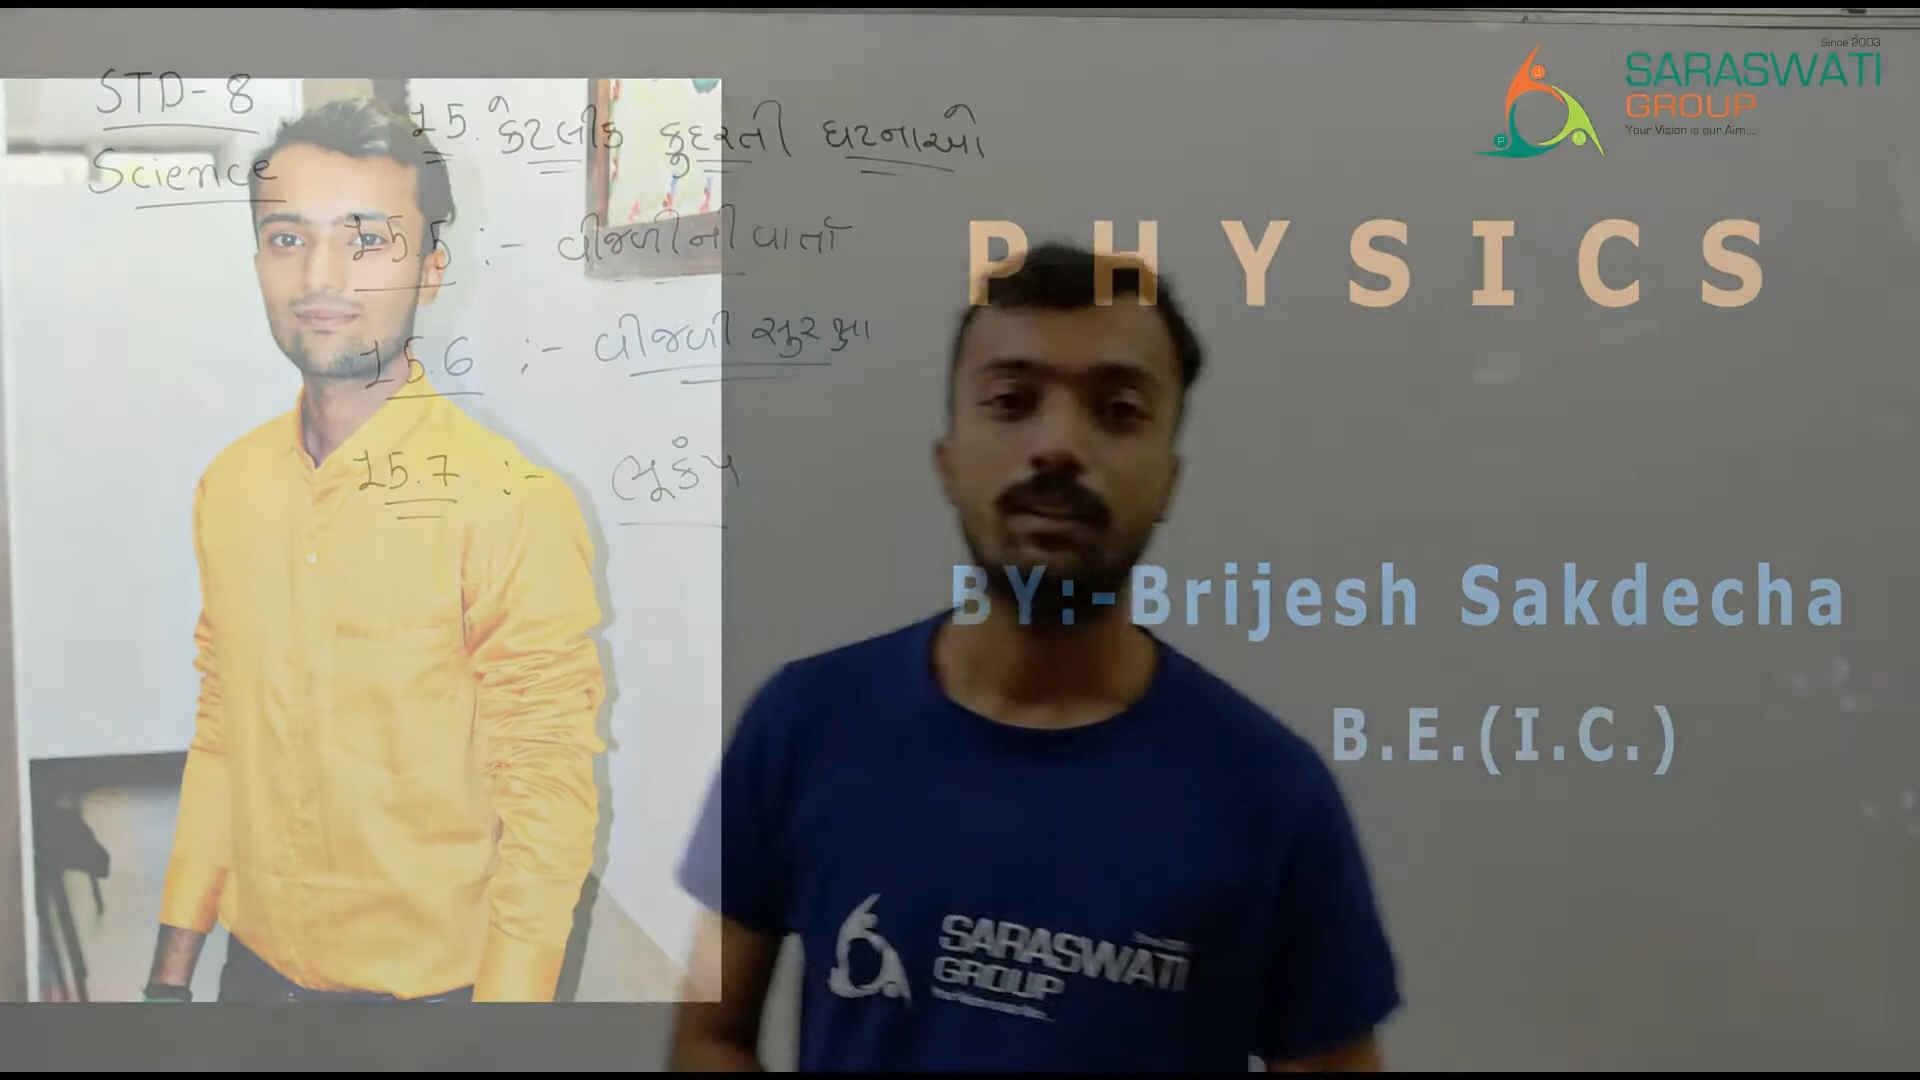 STD-8
Science
15. કેટલીક કુદરતી ઘટનાઓ
15.5 :- વીજળીની વાર્તા
15.6 :- વીજળી સુરક્ષા
15.7 :- ભૂકંપ
Since 2003
SARASWATI
GROUP
Your Vision is our Aim....
PHYSICS
BY:-Brijesh Sakdecha
B.E.(I.C.)
SARASWATI
GROUP